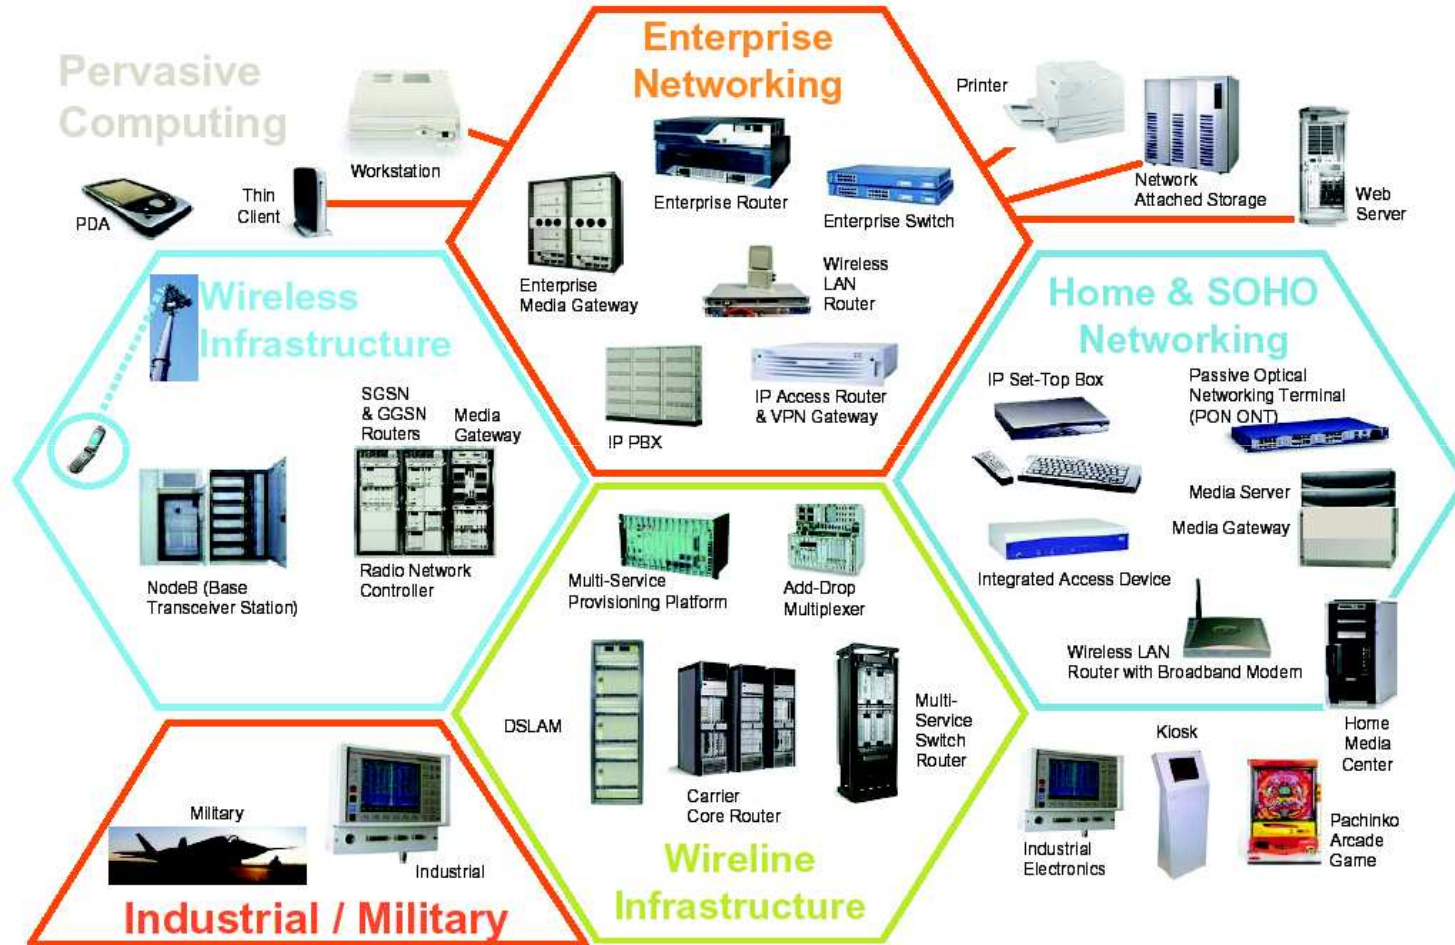 Pervasive
Computing
PDA
Thin
Client
Workstation
Enterprise
Networking
Enterprise Router
Enterprise Switch
Enterprise
Media Gateway
Wireless
LAN
Router
IP PBX
IP Access Router
& VPN Gateway
Printer
Network
Attached Storage
Web
Server
Wireless
Infrastructure
SGSN
& GGSN
Routers
Media
Gateway
NodeB (Base
Transceiver Station)
Radio Network
Controller
Home & SOHO
Networking
IP Set-Top Box
Passive Optical
Networking Terminal
(PON ONT)
Media Server
Media Gateway
Integrated Access Device
Wireless LAN
Router with Broadband Modem
Home
Media
Center
Multi-Service
Provisioning Platform
Add-Drop
Multiplexer
DSLAM
Carrier
Core Router
Multi-
Service
Switch
Router
Wireline
Infrastructure
Military
Industrial
Industrial / Military
Industrial
Electronics
Kiosk
Pachinko
Arcade
Game